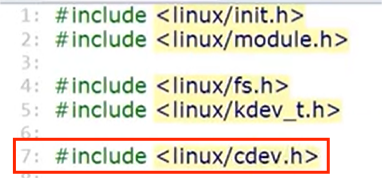 1: #include <linux/init.h>
2: #include <linux/module.h>
3:
4: #include <linux/fs.h>
5: #include <linux/kdev_t.h>
6:
7: #include <linux/cdev.h>